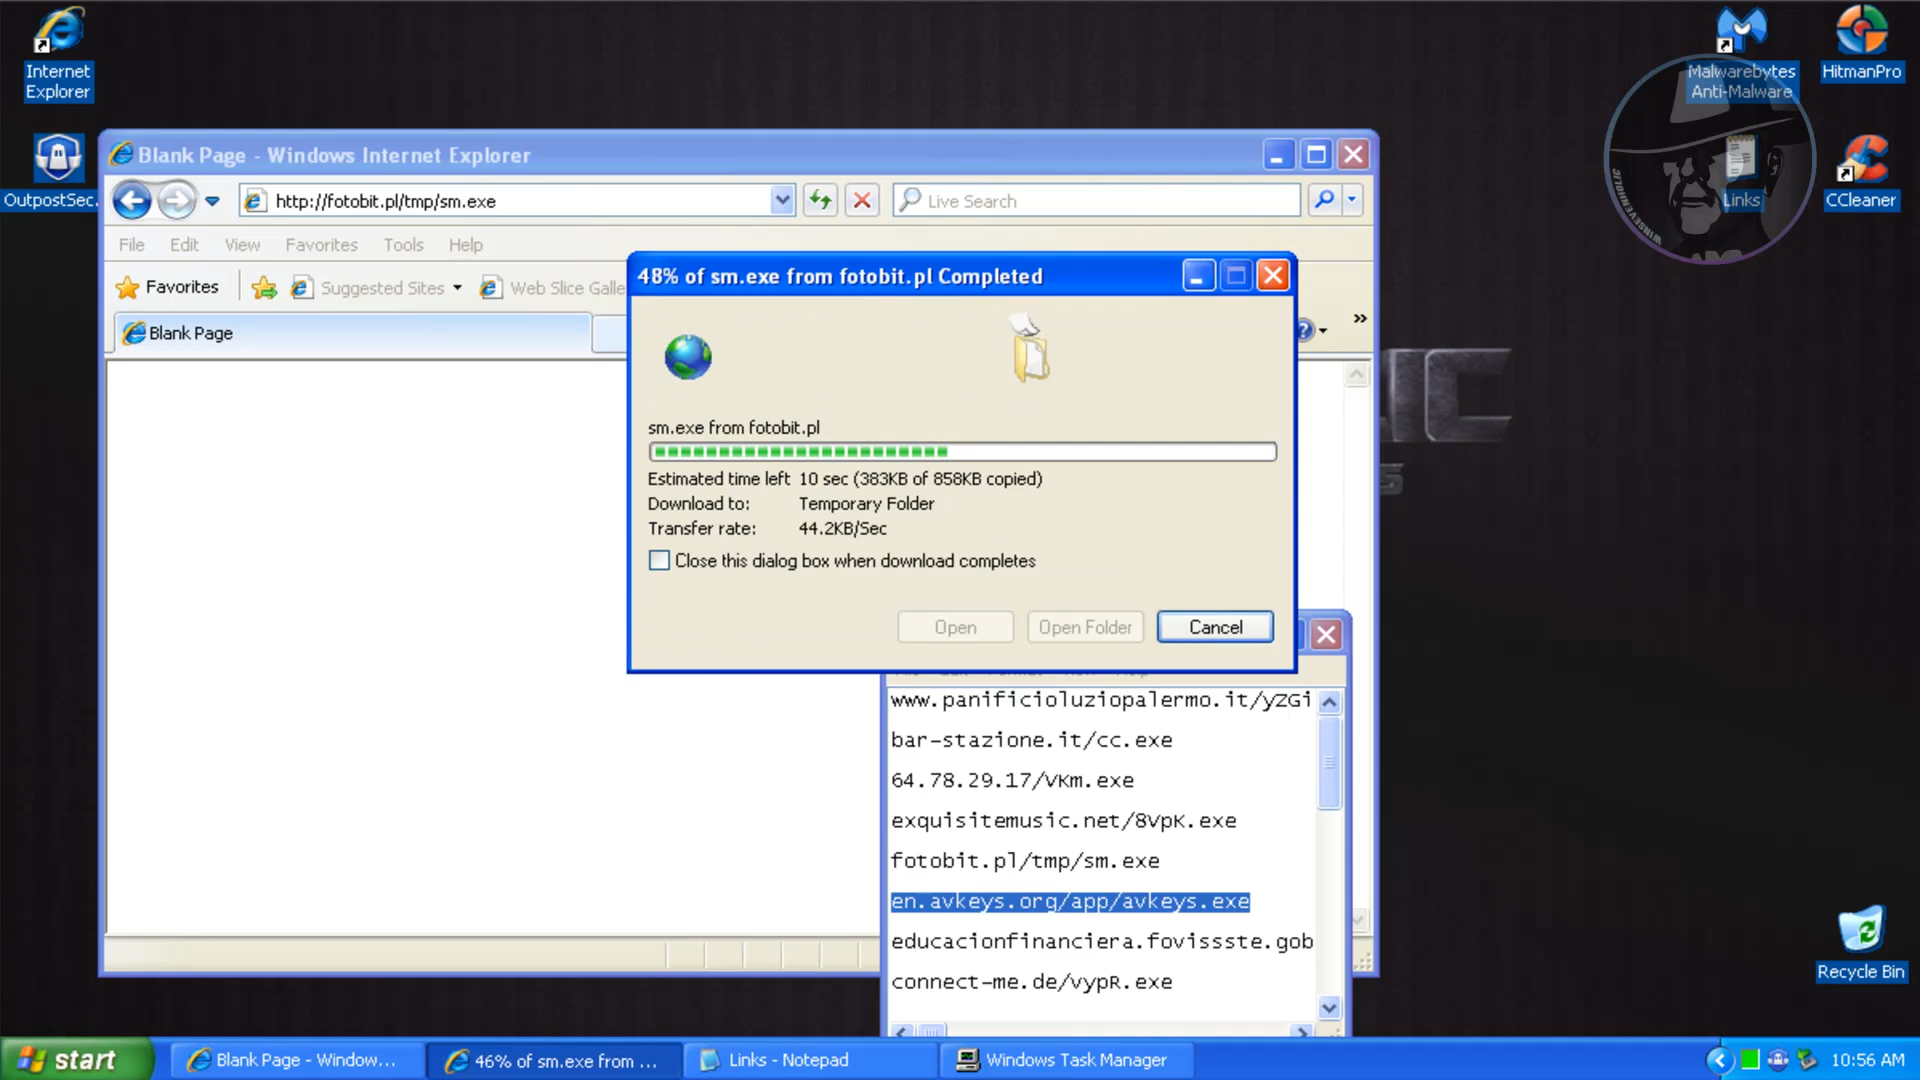 Internet
Explorer
OutpostSec.
Malwarebytes
Anti-Malware
HitmanPro
Links
CCleaner
WINSEVENHOLIC
Blank Page - Windows Internet Explorer
http://fotobit.pl/tmp/sm.exe
Live Search
File Edit View Favorites Tools Help
Favorites
Suggested Sites
Web Slice Galle
Blank Page
48% of sm.exe from fotobit.pl Completed
sm.exe from fotobit.pl
Estimated time left 10 sec (383KB of 858KB copied)
Download to: Temporary Folder
Transfer rate: 44.2KB/Sec
Close this dialog box when download completes
Open
Open Folder
Cancel
www.panificioluziopalermo.it/yZGi
bar-stazione.it/cc.exe
64.78.29.17/VKm.exe
exquisitemusic.net/8VpK.exe
fotobit.pl/tmp/sm.exe
en.avkeys.org/app/avkeys.exe
educacionfinanciera.fovissste.gob
connect-me.de/vypR.exe
Recycle Bin
start
Blank Page - Window...
46% of sm.exe from ...
Links - Notepad
Windows Task Manager
10:56 AM